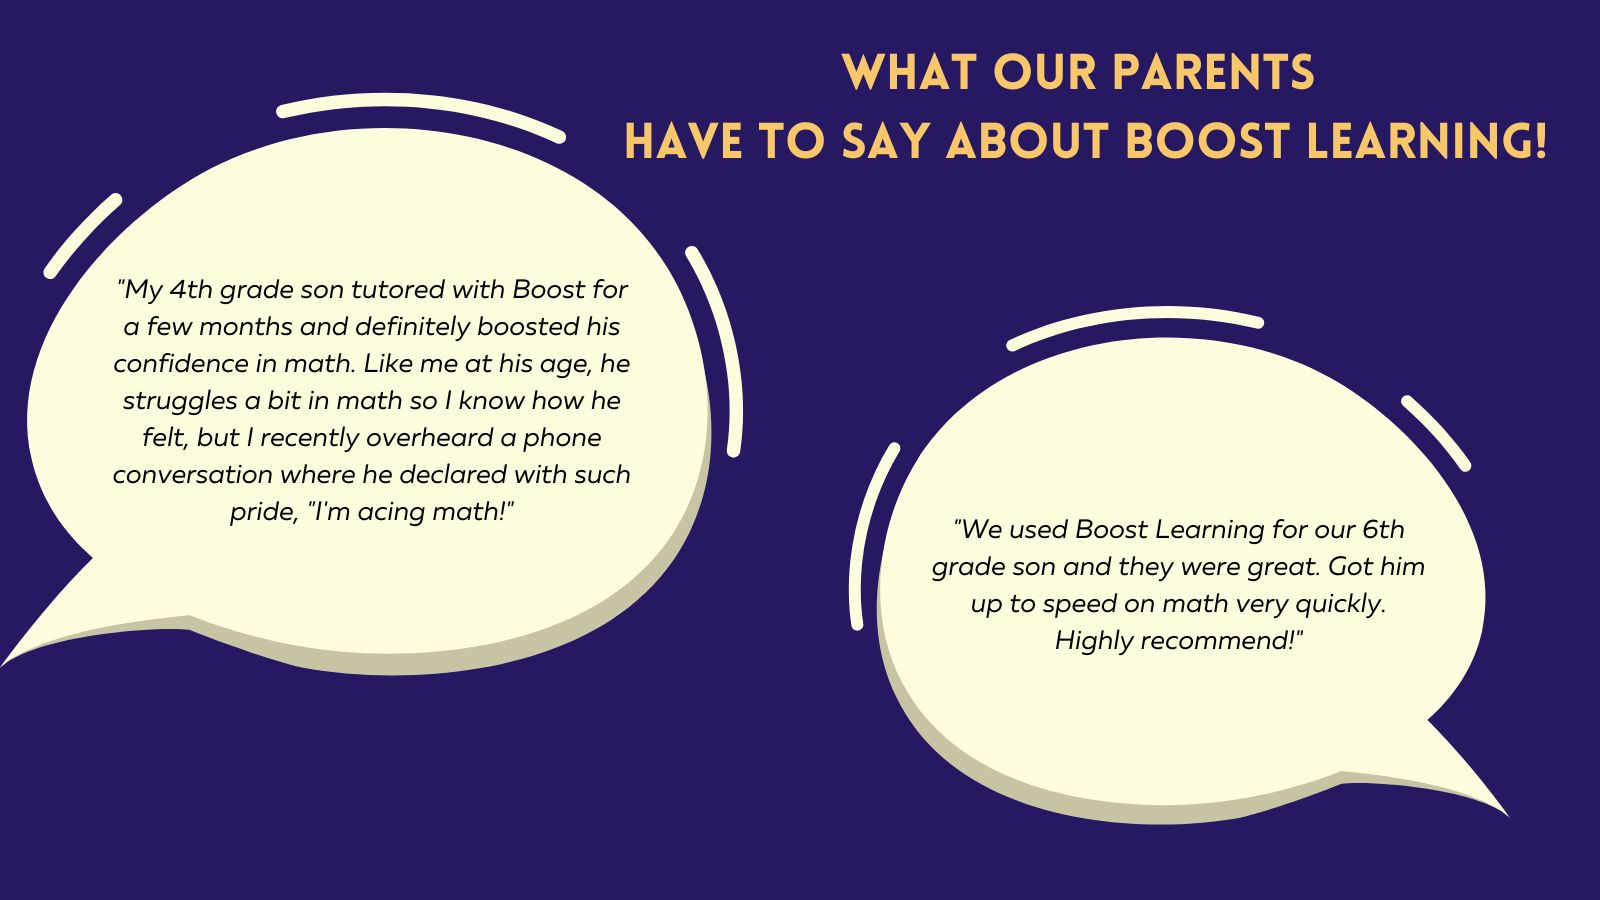 WHAT OUR PARENTS
HAVE TO SAY ABOUT BOOST LEARNING!
"My 4th grade son tutored with Boost for
a few months and definitely boosted his
confidence in math. Like me at his age, he
struggles a bit in math so I know how he
felt, but I recently overheard a phone
conversation where he declared with such
pride, "I'm acing math!"
"We used Boost Learning for our 6th
grade son and they were great. Got him
up to speed on math very quickly.
Highly recommend!"